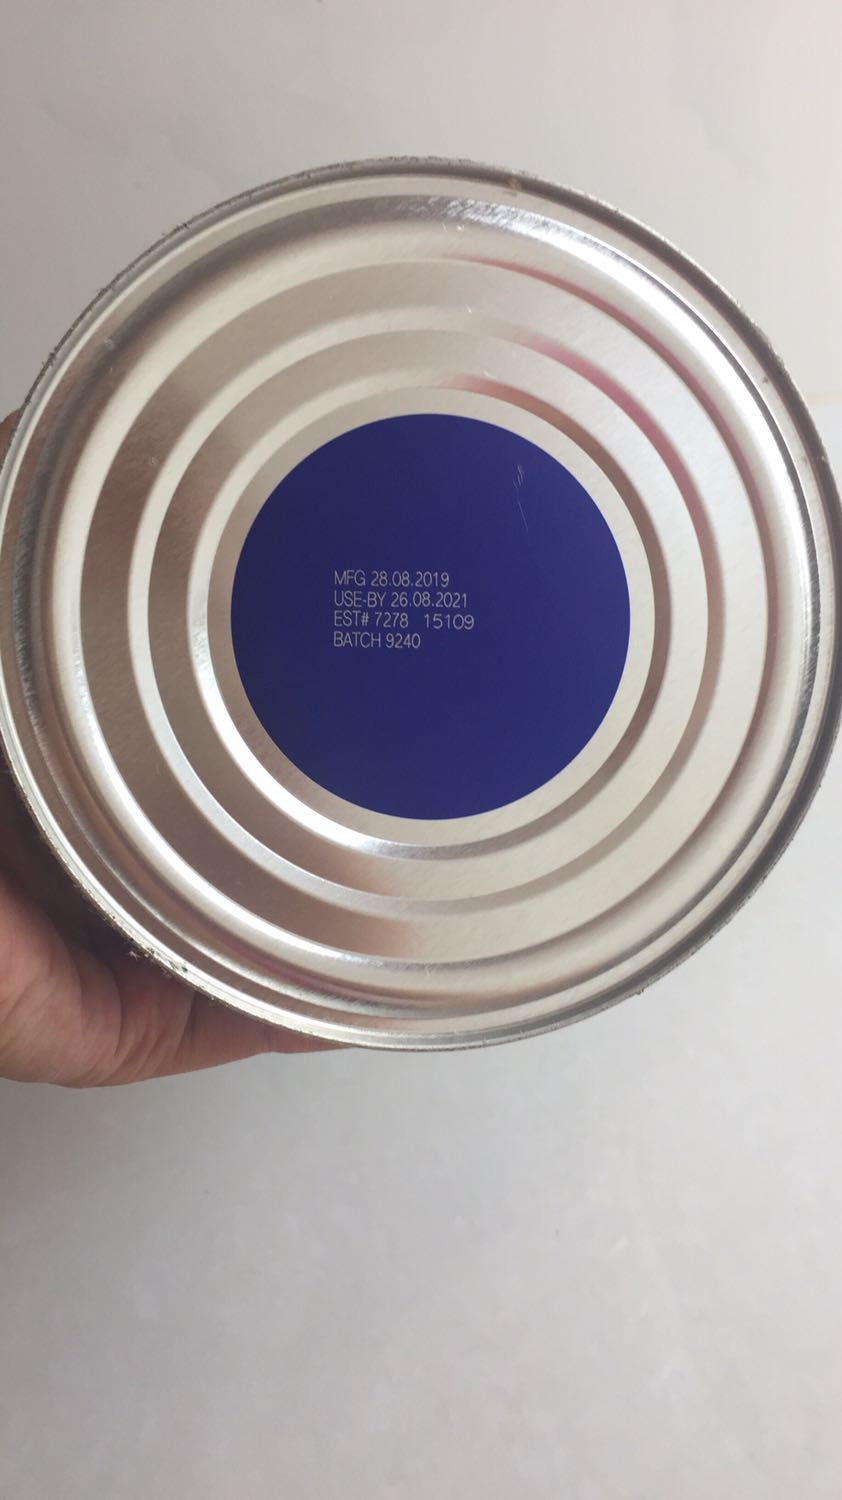 MFG 28.08.2019
USE-BY 26.08.2021
EST# 7278 15109
BATCH 9240